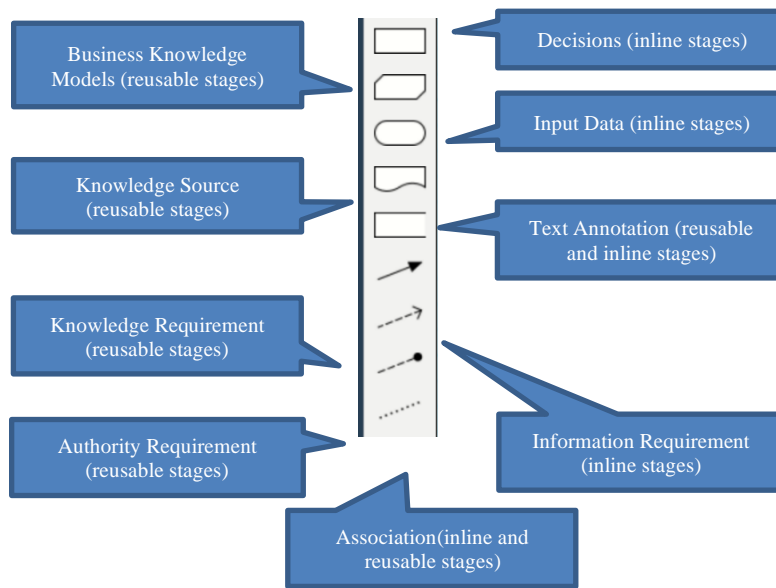 Business Knowledge
Models (reusable stages)
Decisions (inline stages)
Input Data (inline stages)
Knowledge Source
(reusable stages)
Text Annotation (reusable
and inline stages)
Knowledge Requirement
(reusable stages)
Authority Requirement
(reusable stages)
Information Requirement
(inline stages)
Association(inline and
reusable stages)